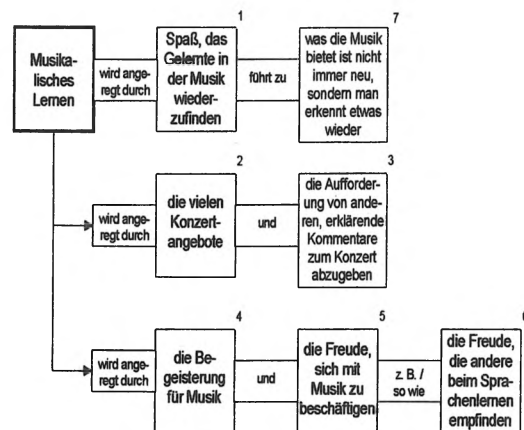 1
7
Musika-
lisches
Lernen
wird ange-
regt durch
Spaß, das
Gelernte in
der Musik
wieder-
zufinden
führt zu
was die Musik
bietet ist nicht
immer neu,
sondern man
erkennt etwas
wieder
2
3
wird ange-
regt durch
die vielen
Konzert-
angebote
und
die Aufforder-
ung von ande-
ren, erklärende
Kommentare
zum Konzert
abzugeben
4
5
wird ange-
regt durch
die Be-
geisterung
für Musik
und
die Freude,
sich mit
Musik zu
beschäftigen
z. B. /
so wie
die Freude,
die andere
beim Spra-
chenlernen
empfinden